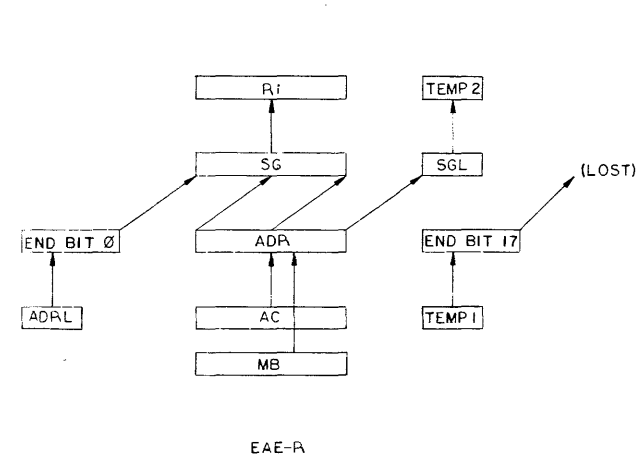 Ri
TEMP 2
SG
SGL
(LOST)
END BIT Ø
ADR
END BIT 17
ADRL
AC
TEMP 1
MB
EAE-R